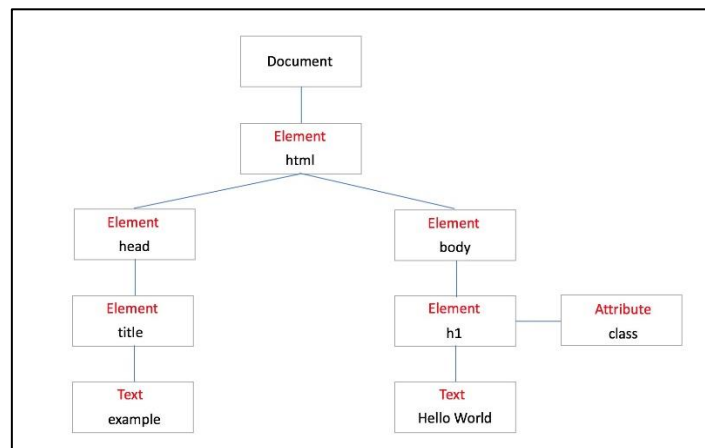 Document
Element
html
Element
head
Element
body
Element
title
Element
h1
Attribute
class
Text
example
Text
Hello World